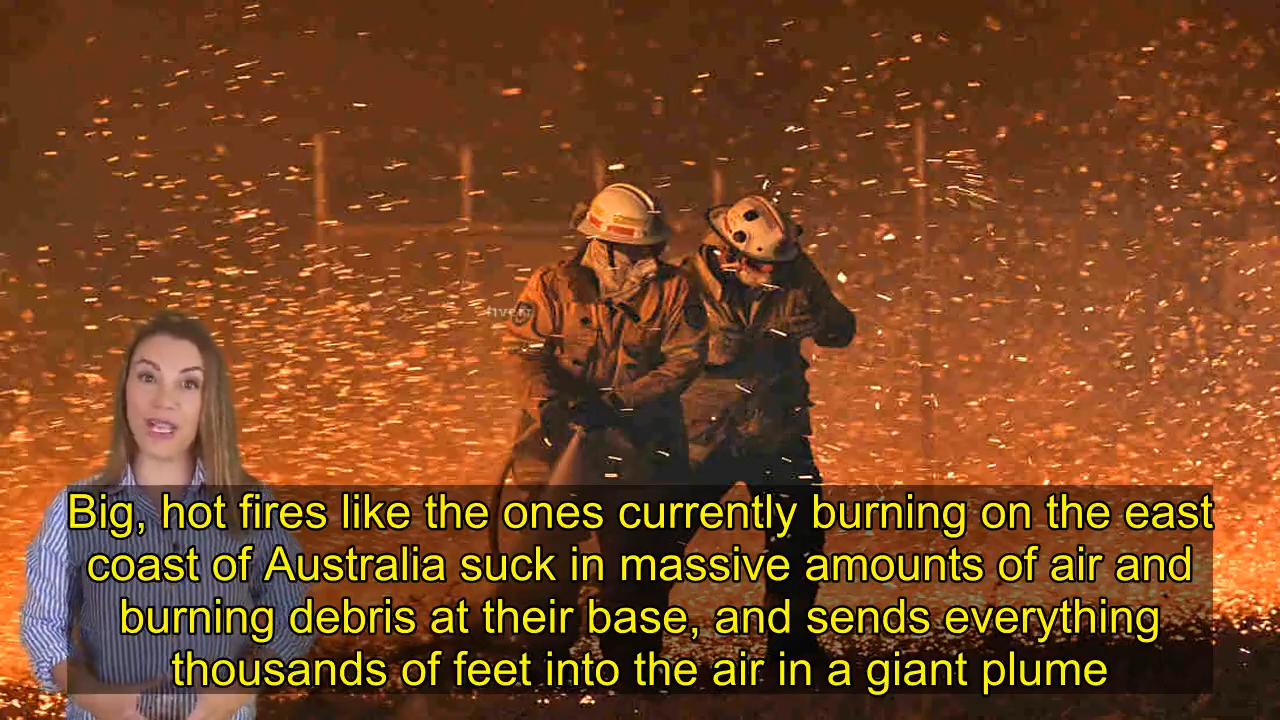 fiverr
Big, hot fires like the ones currently burning on the east
coast of Australia suck in massive amounts of air and
burning debris at their base, and sends everything
thousands of feet into the air in a giant plume